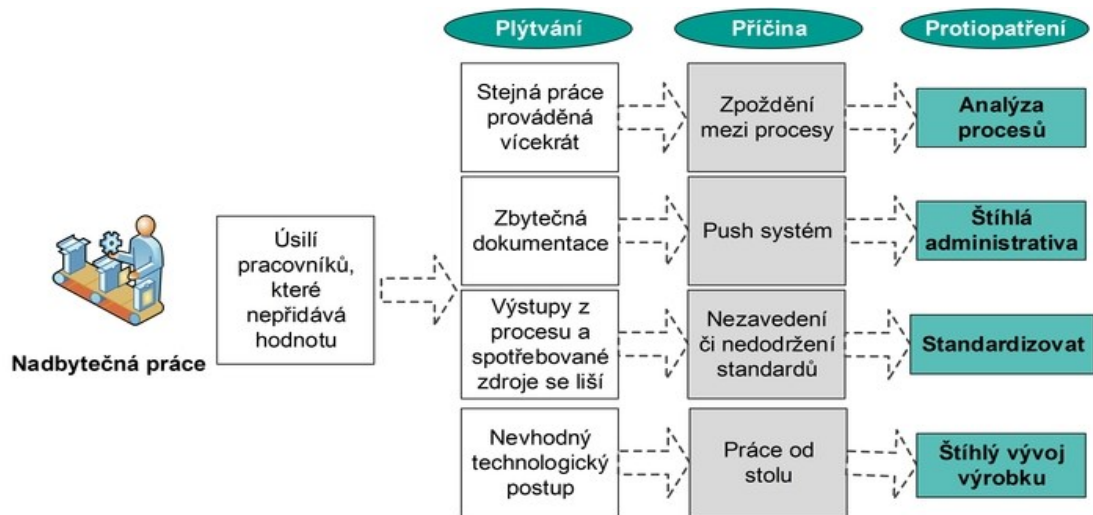 Plýtvání
Příčina
Protiopatření
Stejná práce
prováděná
vícekrát
Zpoždění
mezi procesy
Analýza
procesů
Zbytečná
dokumentace
Push systém
Štíhlá
administrativa
Úsilí
pracovníků,
které
nepřidává
hodnotu
Nadbytečná práce
Výstupy z
procesu a
spotřebované
zdroje se liší
Nezavedení
či nedodržení
standardů
Standardizovat
Nevhodný
technologický
postup
Práce od
stolu
Štíhlý vývoj
výrobku